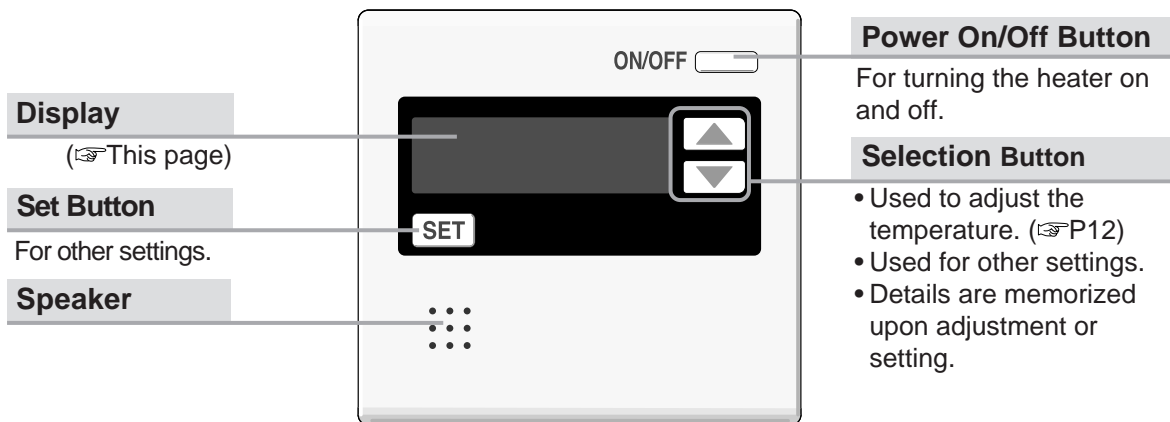 ON/OFF
SET
Display
(☞This page)
Set Button
For other settings.
Speaker
Power On/Off Button
For turning the heater on
and off.
Selection Button
• Used to adjust the
temperature. (☞P12)
• Used for other settings.
• Details are memorized
upon adjustment or
setting.